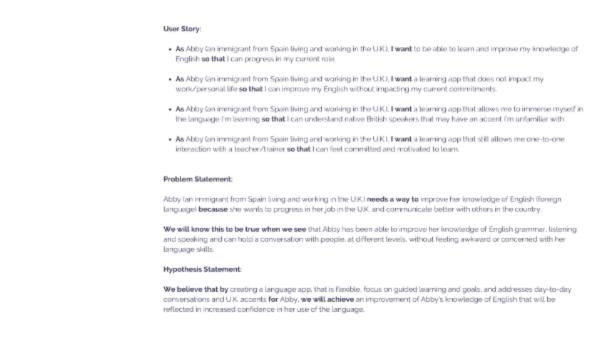 User Story:
• As Abby (an immigrant from Spain living and working in the U.K.), I want to be able to learn and improve my knowledge of
English so that I can progress in my current role.
• As Abby (an immigrant from Spain living and working in the U.K.), I want a learning app that does not impact my
work/personal life so that I can improve my English without impacting my current commitments.
• As Abby (an immigrant from Spain living and working in the U.K.), I want a learning app that allows me to immerse myself in
the language I'm learning so that I can understand native British speakers that may have an accent I'm unfamiliar with.
• As Abby (an immigrant from Spain living and working in the U.K.), I want a learning app that still allows me one-to-one
interaction with a teacher/trainer so that I can feel committed and motivated to learn.
Problem Statement:
Abby (an immigrant from Spain living and working in the U.K.) needs a way to improve her knowledge of English (foreign
language) because she wants to progress in her job in the U.K. and communicate better with others in the country.
We will know this to be true when we see that Abby has been able to improve her knowledge of English grammar, listening
and speaking and can hold a conversation with people, at different levels, without feeling awkward or concerned with her
language skills.
Hypothesis Statement:
We believe that by creating a language app, that is flexible, focus on guided learning and goals, and addresses day-to-day
conversations and U.K. accents for Abby, we will achieve an improvement of Abby's knowledge of English that will be
reflected in increased confidence in her use of the language.